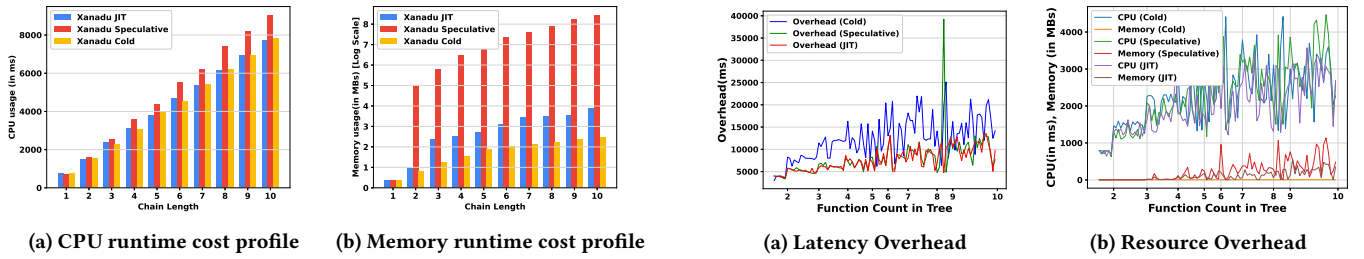 Xanadu JIT
Xanadu Speculative
Xanadu Cold
CPU usage (in ms)
8000
6000
4000
2000
0
1 2 3 4 5 6 7 8 9 10
Chain Length
(a) CPU runtime cost profile
Xanadu JIT
Xanadu Speculative
Xanadu Cold
Memory usage(in MBs) [Log Scale]
8
7
6
5
4
3
2
1
0
1 2 3 4 5 6 7 8 9 10
Chain Length
(b) Memory runtime cost profile
Overhead (Cold)
Overhead (Speculative)
Overhead (JIT)
Overhead(ms)
40000
35000
30000
25000
20000
15000
10000
5000
2 3 4 5 6 7 8 9 10
Function Count in Tree
(a) Latency Overhead
CPU (Cold)
Memory (Cold)
CPU (Speculative)
Memory (Speculative)
CPU (JIT)
Memory (JIT)
CPU(in ms), Memory (in MBs)
4000
3000
2000
1000
0
2 3 4 5 6 7 8 9 10
Function Count in Tree
(b) Resource Overhead